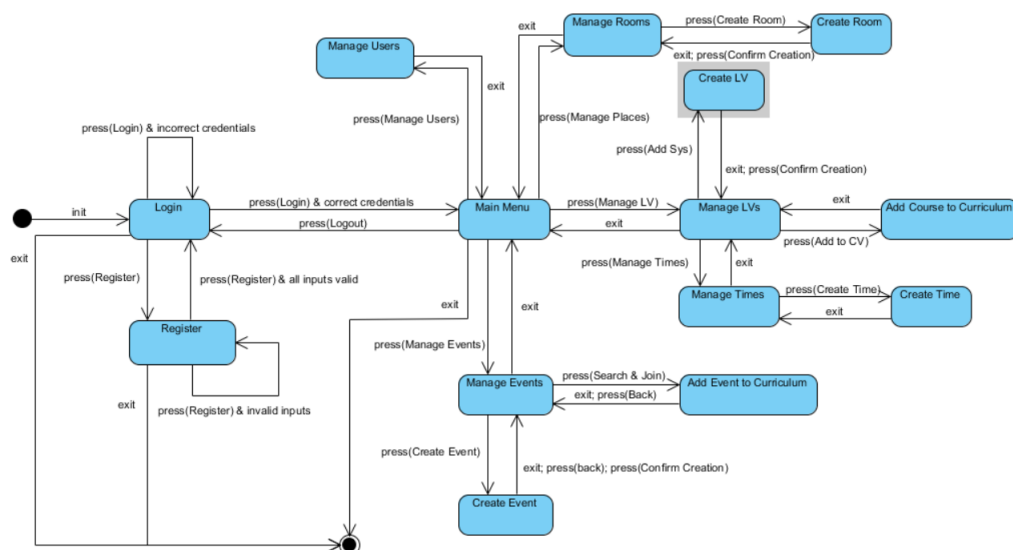 Manage Rooms
press(Create Room)
Create Room
exit
exit; press(Confirm Creation)
Manage Users
exit
Create LV
press(Manage Users)
press(Manage Places)
press(Login) & incorrect credentials
press(Add Sys)
exit; press(Confirm Creation)
init
Login
press(Login) & correct credentials
Main Menu
press(Manage LV)
Manage LVs
exit
Add Course to Curriculum
press(Logout)
exit
press(Add to CV)
exit
press(Register)
press(Register) & all inputs valid
press(Manage Times)
exit
Manage Times
press(Create Time)
Create Time
exit
exit
exit
Register
press(Manage Events)
Manage Events
press(Search & Join)
Add Event to Curriculum
exit; press(Back)
exit
press(Register) & invalid inputs
press(Create Event)
exit; press(back); press(Confirm Creation)
Create Event